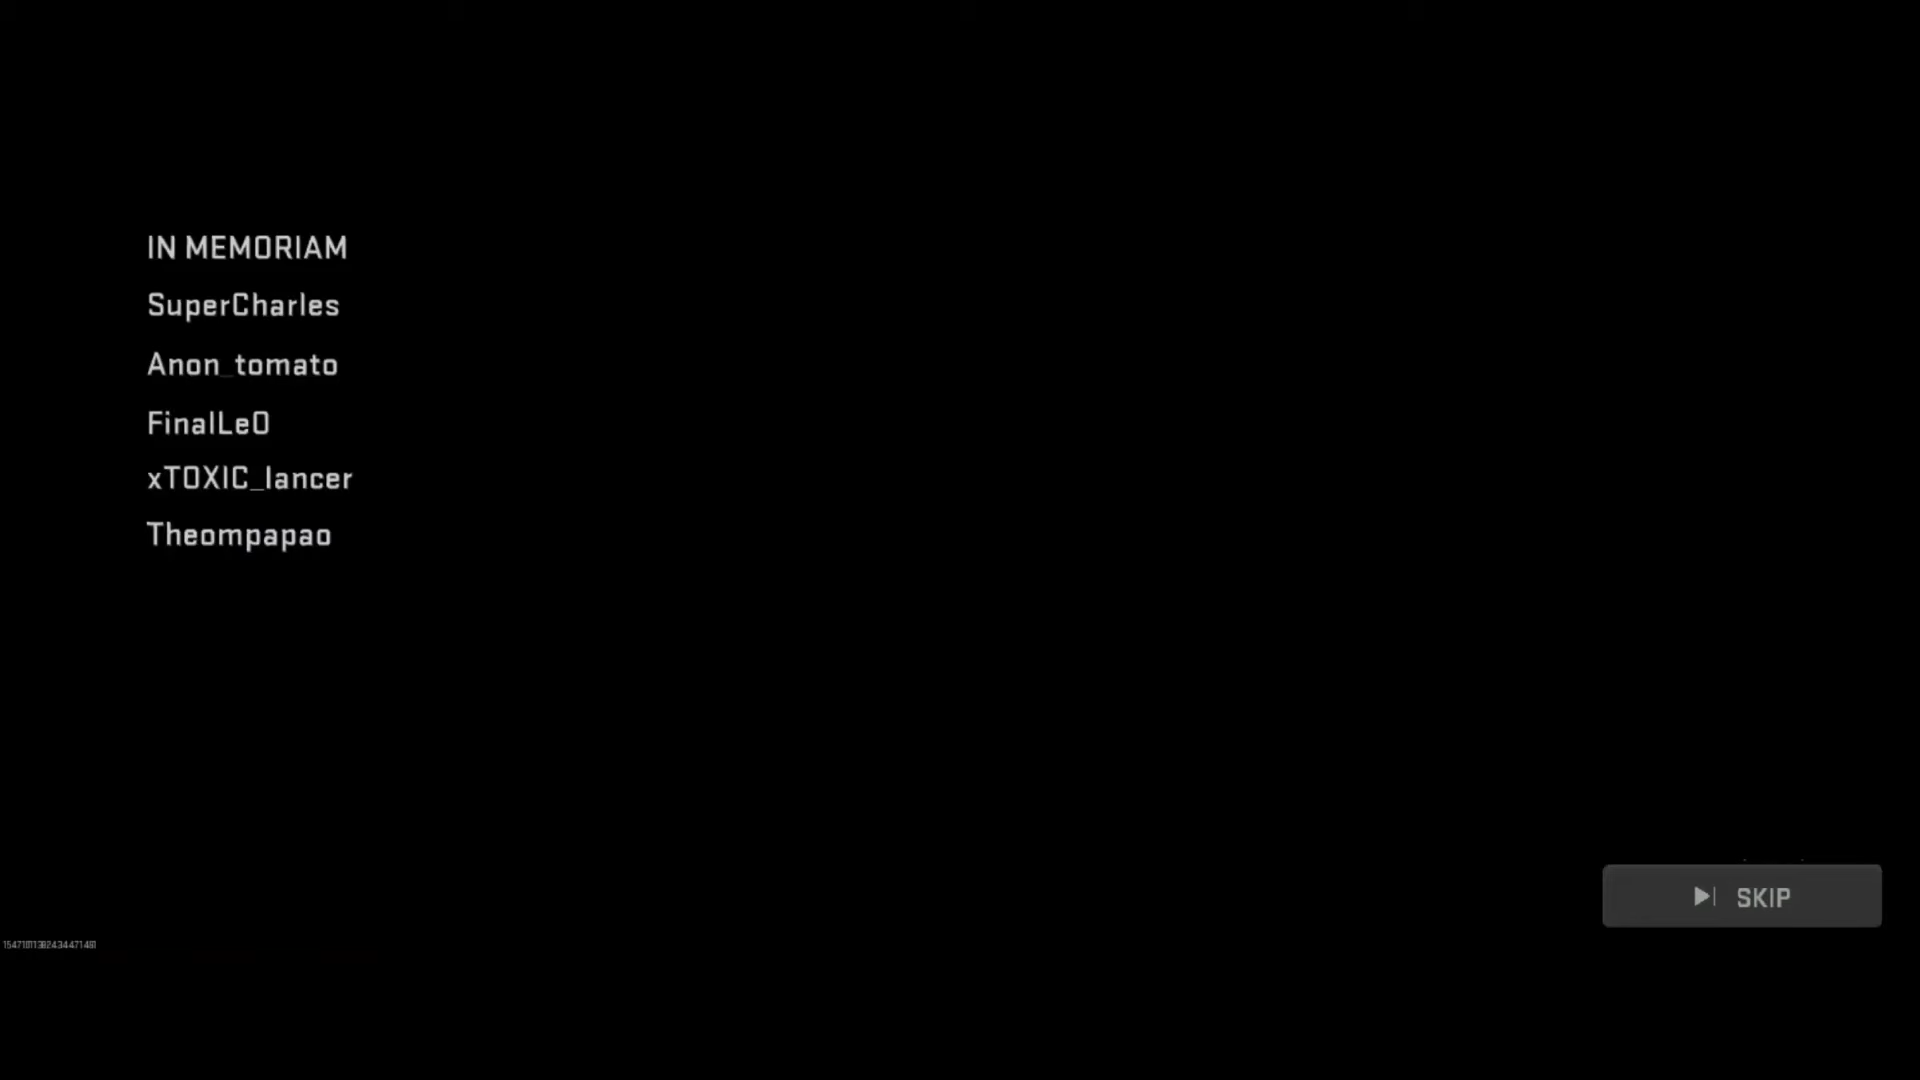 IN MEMORIAM
SuperCharles
Anon_tomato
FinalLeO
xTOXIC_lancer
Theompapao
SKIP